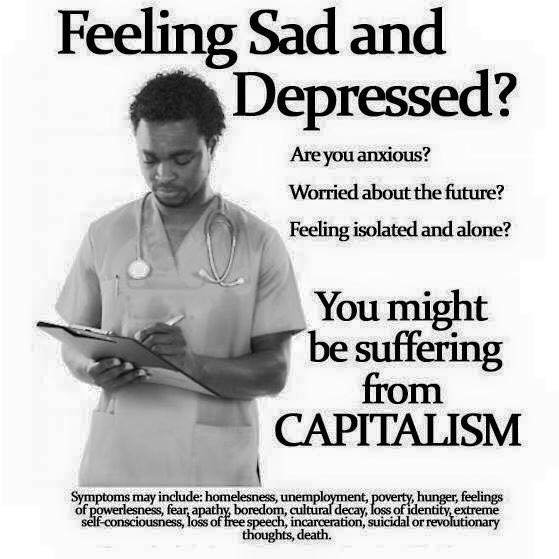 Feeling Sad and
Depressed?
Are you anxious?
Worried about the future?
Feeling isolated and alone?
You might
be suffering
from
CAPITALISM
Symptoms may include: homelesness, unemployment, poverty, hunger, feelings
of powerlesness, fear, apathy, boredom, cultural decay, loss of identity, extreme
self-consciousness, loss of free speech, incarceration, suicidal or revolutionary
thoughts, death.